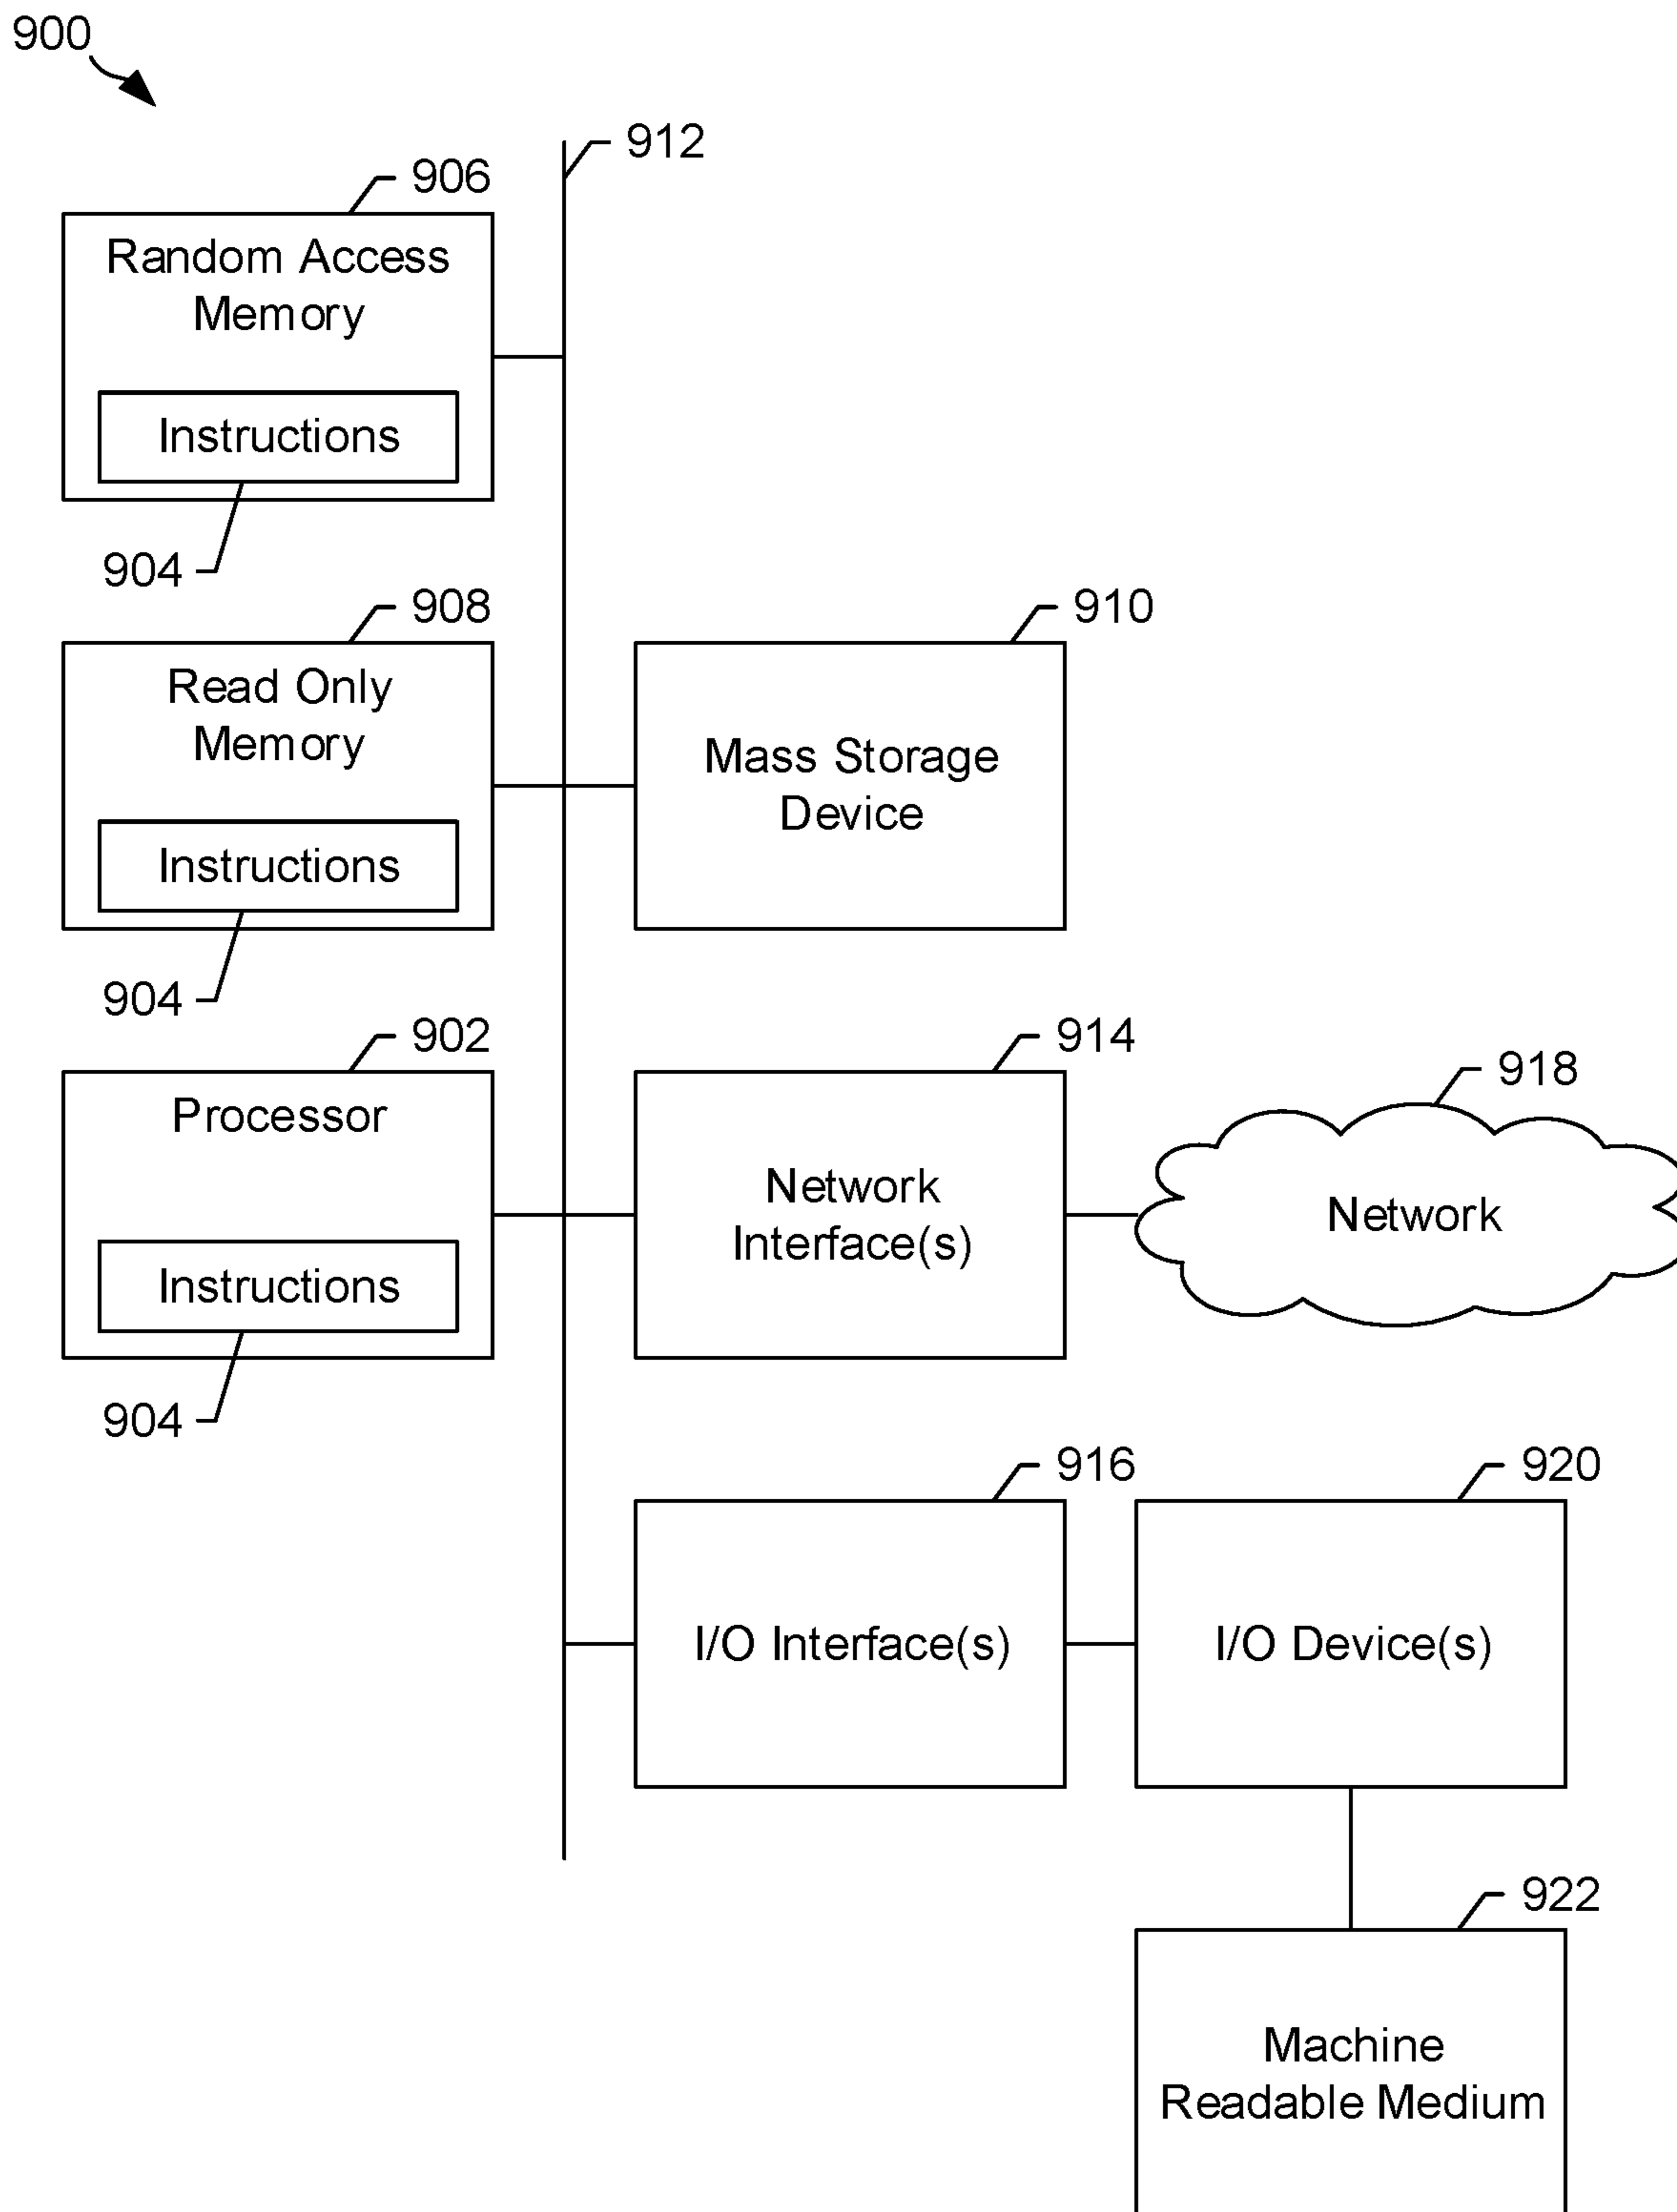 900
912
906
Random Access
Memory
Instructions
904
908
Read Only
Memory
Instructions
904
910
Mass Storage
Device
902
Processor
Instructions
904
914
Network
Interface(s)
918
Network
916
I/O Interface(s)
920
I/O Device(s)
922
Machine
Readable Medium